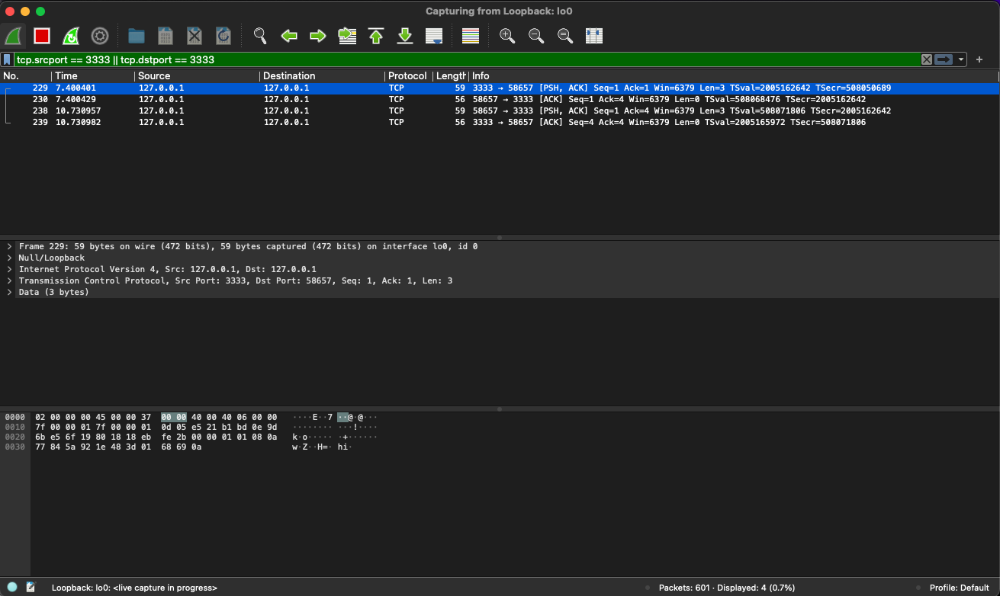 Capturing from Loopback: lo0
tcp.srcport == 3333 || tcp.dstport == 3333
No. Time Source Destination Protocol Length Info
229 7.400401 127.0.0.1 127.0.0.1 TCP 59 3333 → 58657 [PSH, ACK] Seq=1 Ack=1 Win=6379 Len=3 TSval=2005162642 TSecr=508050689
230 7.400429 127.0.0.1 127.0.0.1 TCP 56 58657 → 3333 [ACK] Seq=1 Ack=4 Win=6379 Len=0 TSval=508068476 TSecr=2005162642
238 10.730957 127.0.0.1 127.0.0.1 TCP 59 58657 → 3333 [PSH, ACK] Seq=1 Ack=4 Win=6379 Len=3 TSval=508071806 TSecr=2005162642
239 10.730982 127.0.0.1 127.0.0.1 TCP 56 3333 → 58657 [ACK] Seq=4 Ack=4 Win=6379 Len=0 TSval=2005165972 TSecr=508071806
Frame 229: 59 bytes on wire (472 bits), 59 bytes captured (472 bits) on interface lo0, id 0
Null/Loopback
Internet Protocol Version 4, Src: 127.0.0.1, Dst: 127.0.0.1
Transmission Control Protocol, Src Port: 3333, Dst Port: 58657, Seq: 1, Ack: 1, Len: 3
Data (3 bytes)
0000 02 00 00 00 45 00 00 37 00 00 40 00 40 06 00 00 ····E··7 ··@·@···
0010 7f 00 00 01 7f 00 00 01 0d 05 e5 21 b1 bd 0e 9d ········ ···!····
0020 6b e5 6f 19 80 18 18 eb fe 2b 00 00 01 01 08 0a k·o····· ·+······
0030 77 84 5a 92 1e 48 3d 01 68 69 0a w·Z··H=· hi·
Loopback: lo0: <live capture in progress> Packets: 601 · Displayed: 4 (0.7%) Profile: Default